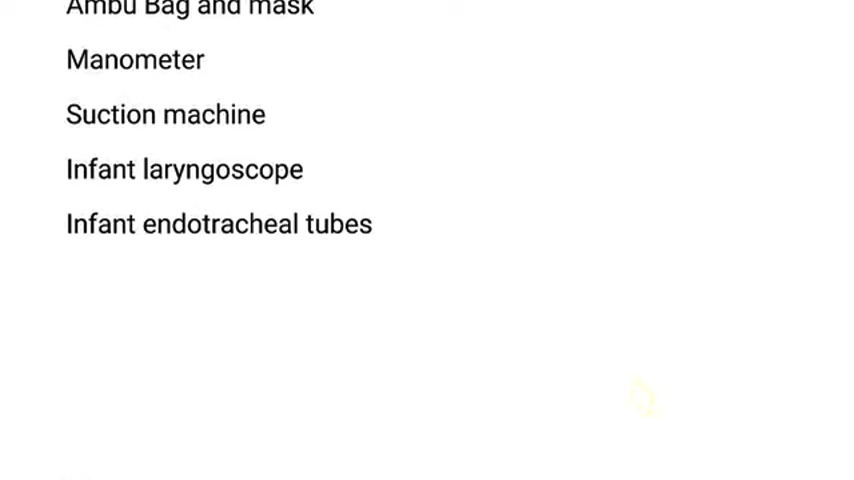 Ambu Bag and mask
Manometer
Suction machine
Infant laryngoscope
Infant endotracheal tubes